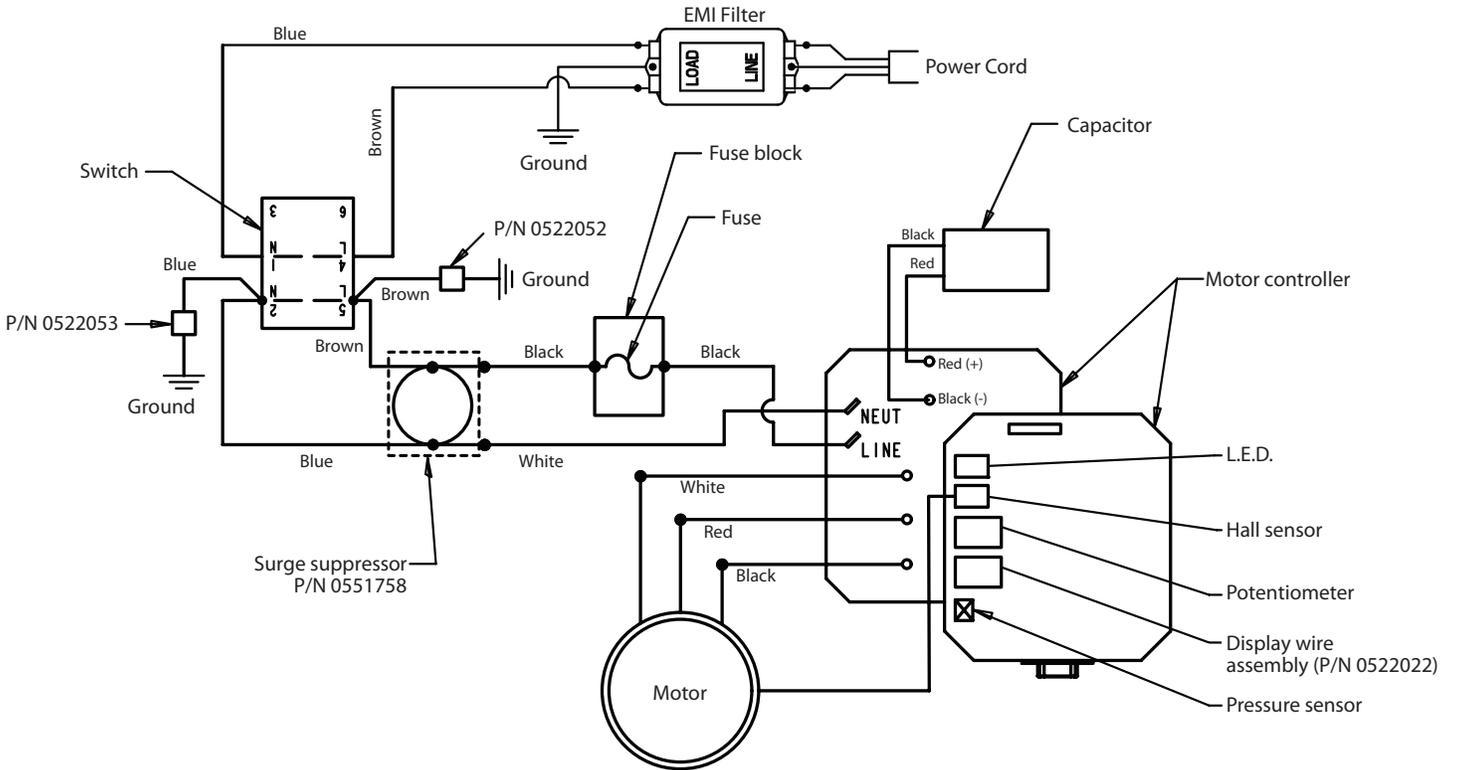 EMI Filter
Blue
LOAD
LINE
Power Cord
Brown
Ground
Capacitor
Fuse block
Switch
3
6
Fuse
P/N 0522052
N
1
L
4
Black
Blue
Red
Ground
Motor controller
Brown
N
2
L
5
P/N 0522053
Brown
Black
Black
Red (+)
Ground
Black (-)
NEUT
LINE
Blue
White
L.E.D.
White
Red
Hall sensor
Surge suppressor
P/N 0551758
Black
Potentiometer
Display wire
assembly (P/N 0522022)
Motor
Pressure sensor